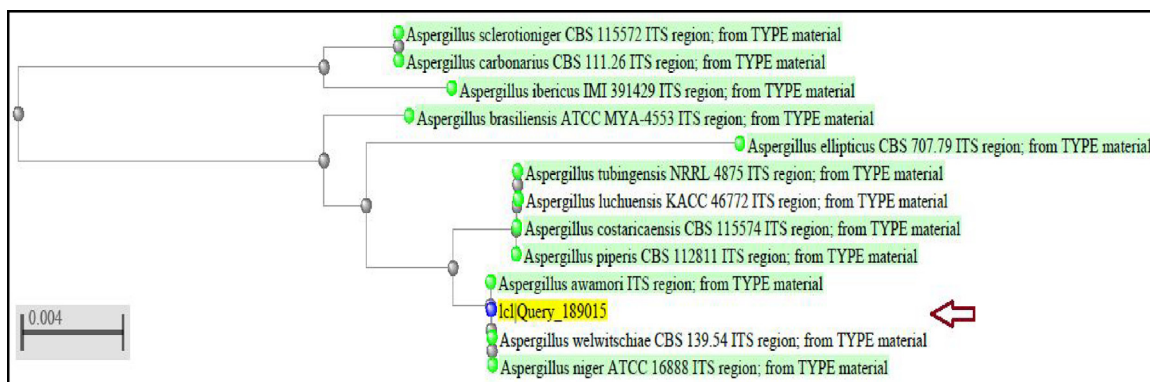 Aspergillus sclerotioniger CBS 115572 ITS region; from TYPE material
Aspergillus carbonarius CBS 111.26 ITS region; from TYPE material
Aspergillus ibericus IMI 391429 ITS region; from TYPE material
Aspergillus brasiliensis ATCC MYA-4553 ITS region; from TYPE material
Aspergillus ellipticus CBS 707.79 ITS region; from TYPE material
Aspergillus tubingensis NRRL 4875 ITS region; from TYPE material
Aspergillus luchuensis KACC 46772 ITS region; from TYPE material
Aspergillus costaricaensis CBS 115574 ITS region; from TYPE material
Aspergillus piperis CBS 112811 ITS region; from TYPE material
Aspergillus awamori ITS region; from TYPE material
lcl|Query_189015
Aspergillus welwitschiae CBS 139.54 ITS region; from TYPE material
Aspergillus niger ATCC 16888 ITS region; from TYPE material
0.004